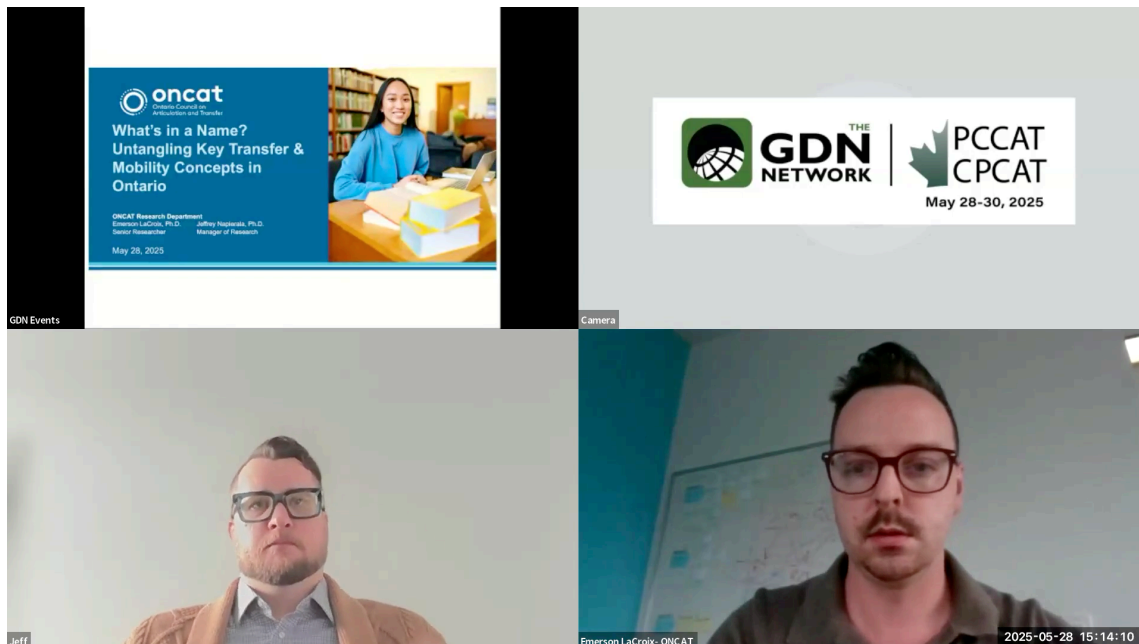 oncat
Ontario Council on
Articulation and Transfer
What's in a Name?
Untangling Key Transfer &
Mobility Concepts in
Ontario
ONCAT Research Department
Emerson LaCroix, Ph.D. Jeffrey Napierala, Ph.D.
Senior Researcher Manager of Research
May 28, 2025
GDN Events
THE
GDN
NETWORK
PCCAT
CPCAT
May 28-30, 2025
Camera
Jeff
Emerson LaCroix- ONCAT
2025-05-28 15:14:10